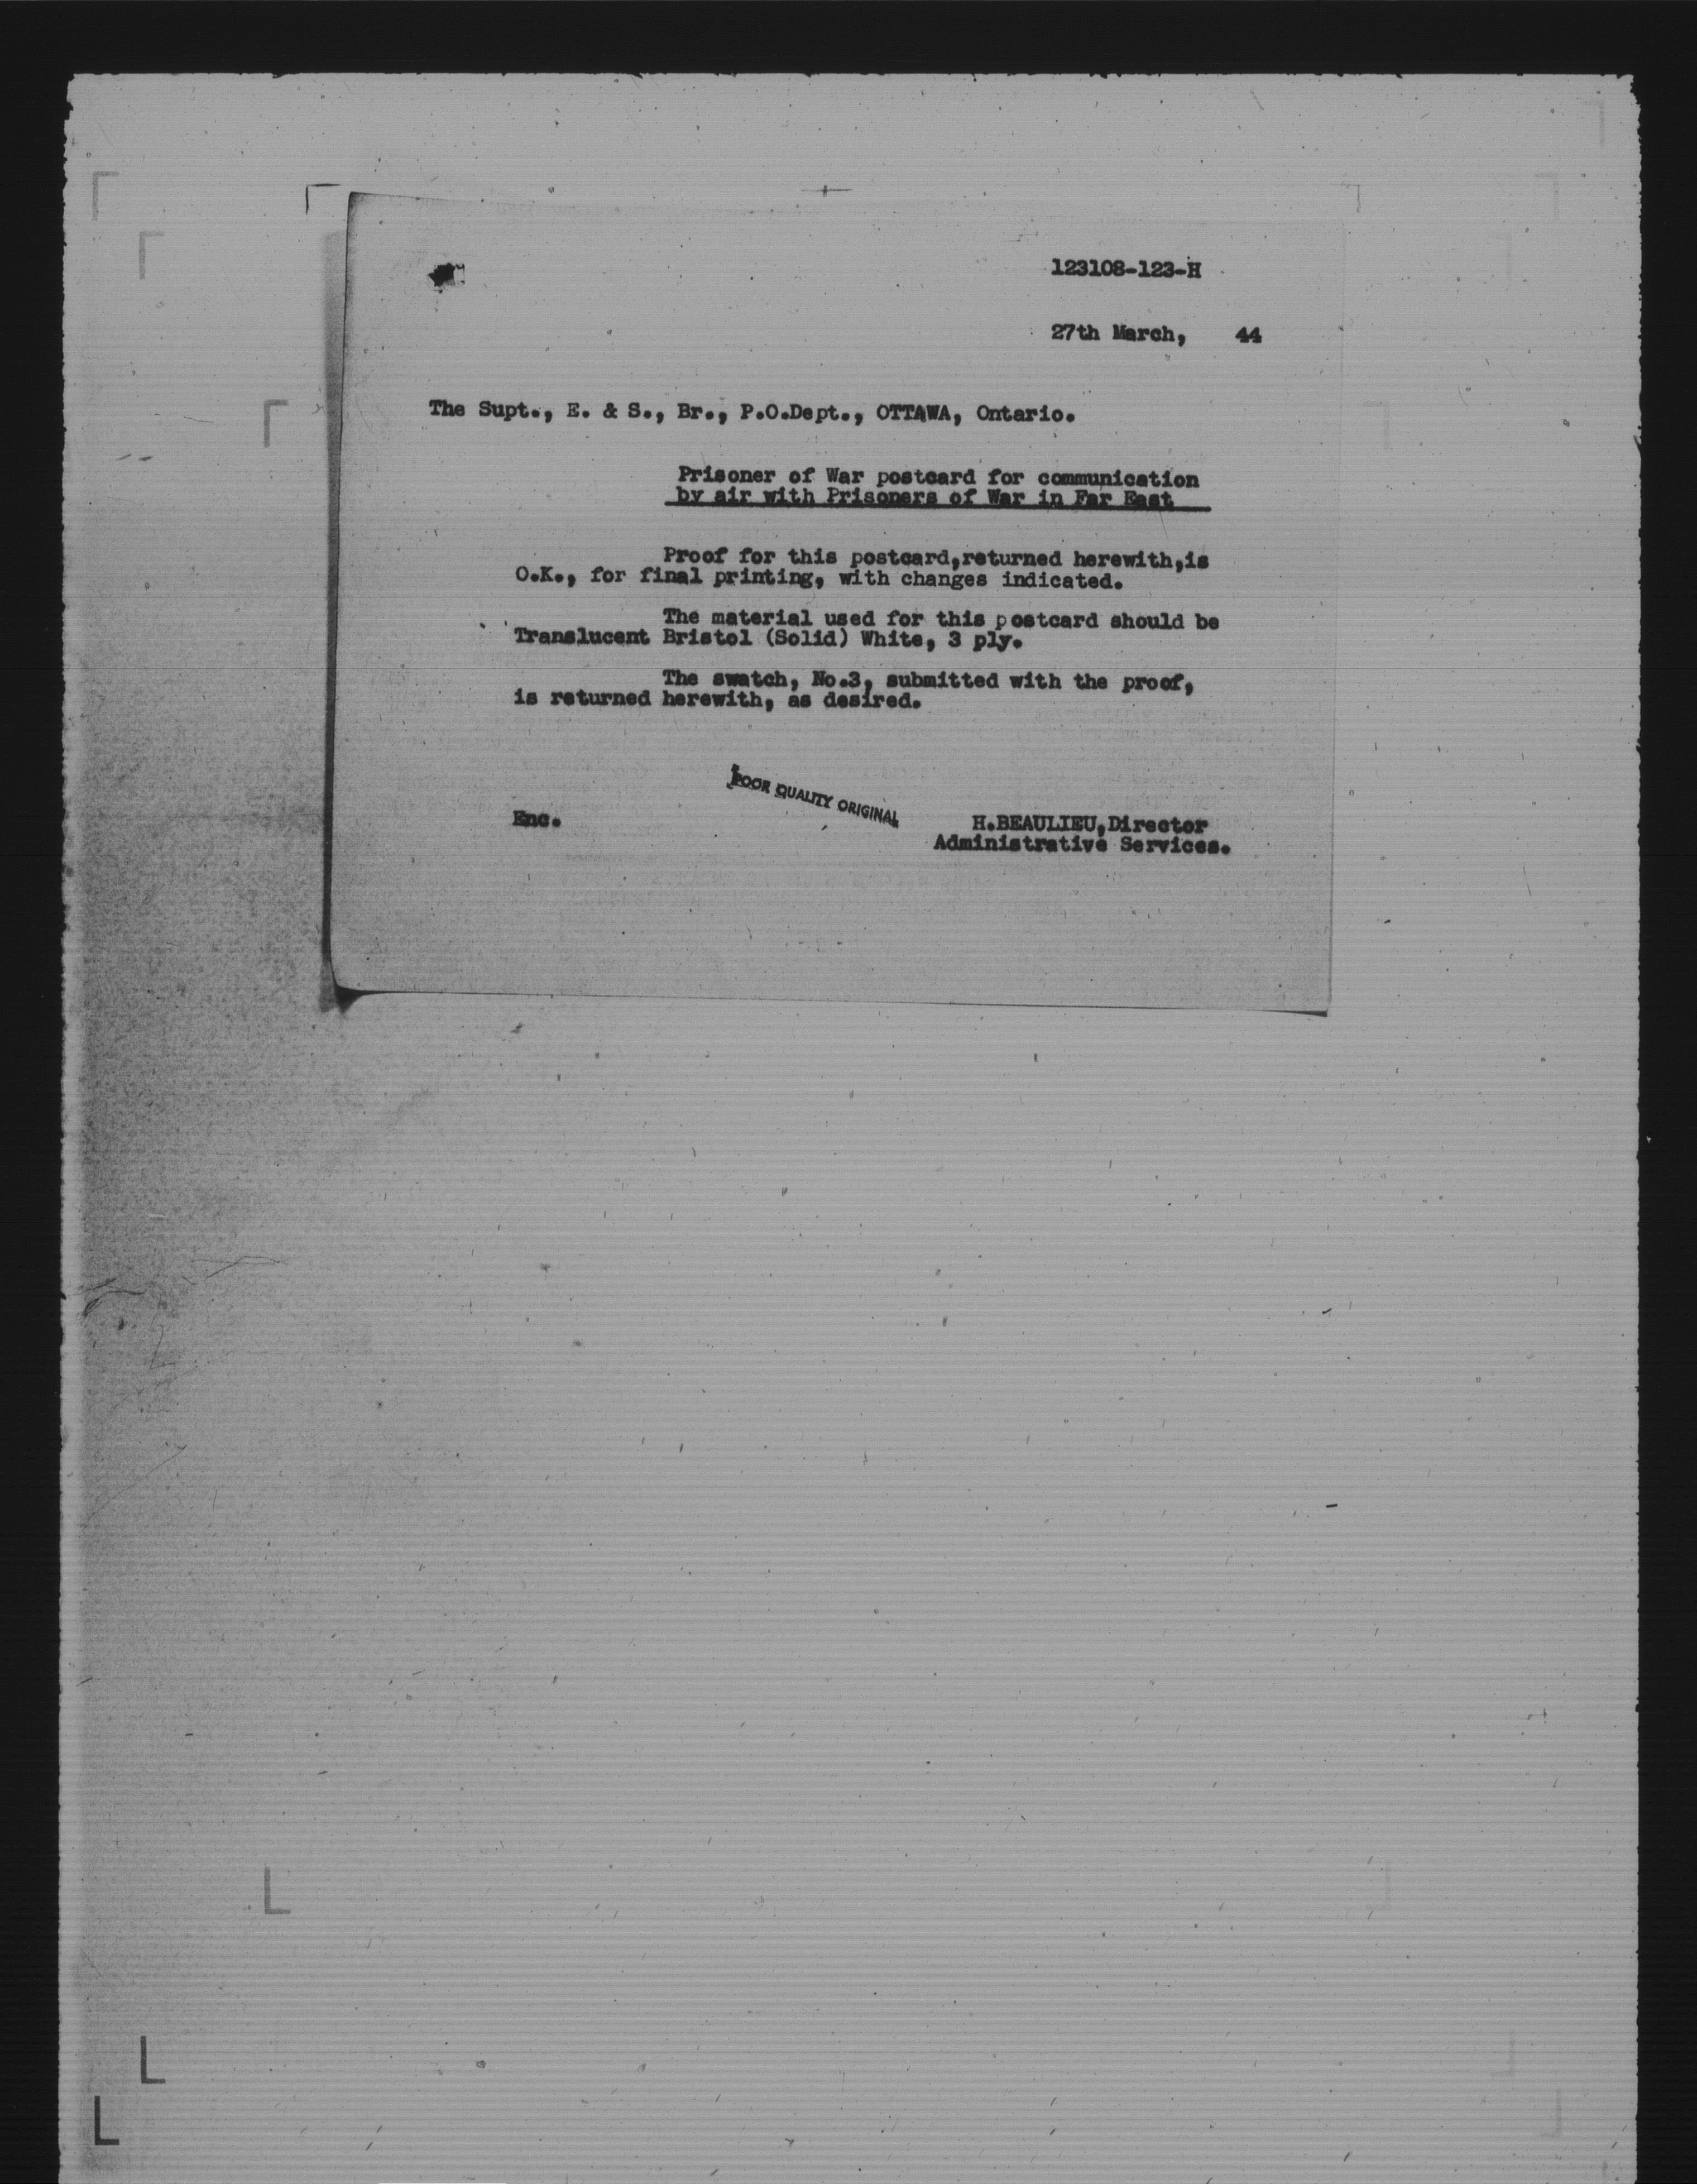 123108-123-H
27th March, 44
The Supt., E. & S., Br., P.O.Dept., OTTAWA, Ontario.
Prisoner of War postcard for communication
by air with Prisoners of War in Far East
Proof for this postcard,returned herewith,is
O.K., for final printing, with changes indicated.
The material used for this postcard should be
Translucent Bristol (Solid) White, 3 ply.
The swatch, No.3, submitted with the proof,
is returned herewith, as desired.
POOR QUALITY ORIGINAL
Enc.
H.BEAULIEU,Director
Administrative Services.